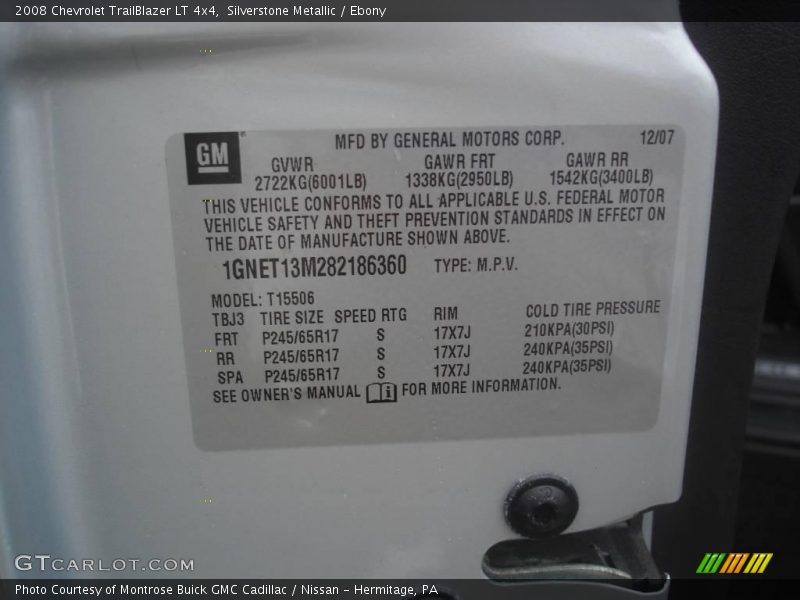 2008 Chevrolet TrailBlazer LT 4x4, Silverstone Metallic / Ebony
GM
MFD BY GENERAL MOTORS CORP. 12/07
GVWR GAWR FRT GAWR RR
2722KG(6001LB) 1338KG(2950LB) 1542KG(3400LB)
THIS VEHICLE CONFORMS TO ALL APPLICABLE U.S. FEDERAL MOTOR
VEHICLE SAFETY AND THEFT PREVENTION STANDARDS IN EFFECT ON
THE DATE OF MANUFACTURE SHOWN ABOVE.
1GNET13M282186360 TYPE: M.P.V.
MODEL: T15506
TBJ3 TIRE SIZE SPEED RTG RIM COLD TIRE PRESSURE
FRT P245/65R17 S 17X7J 210KPA(30PSI)
RR P245/65R17 S 17X7J 240KPA(35PSI)
SPA P245/65R17 S 17X7J 240KPA(35PSI)
SEE OWNER'S MANUAL i FOR MORE INFORMATION.
GTCARLOT.COM
Photo Courtesy of Montrose Buick GMC Cadillac / Nissan - Hermitage, PA